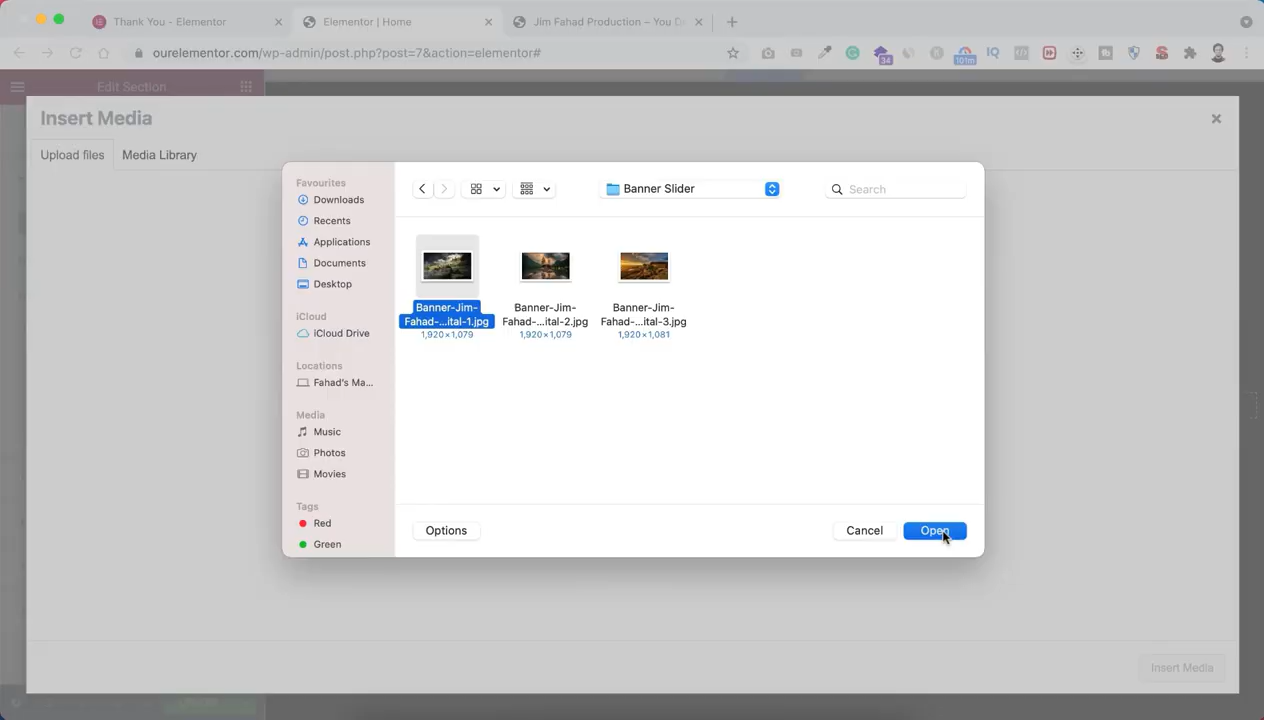 Thank You - Elementor
Elementor | Home
Jim Fahad Production – You D
ourelementor.com/wp-admin/post.php?post=7&action=elementor#
34
101m
IQ
Edit Section
Insert Media
Upload files
Media Library
Favourites
Downloads
Recents
Applications
Documents
Desktop
iCloud
iCloud Drive
Locations
Fahad's Ma...
Media
Music
Photos
Movies
Tags
Red
Green
Banner Slider
Search
Banner-Jim-
Fahad-...ital-1.jpg
1,920×1,079
Banner-Jim-
Fahad-...ital-2.jpg
1,920×1,079
Banner-Jim-
Fahad-...ital-3.jpg
1,920×1,081
Options
Cancel
Open
Insert Media